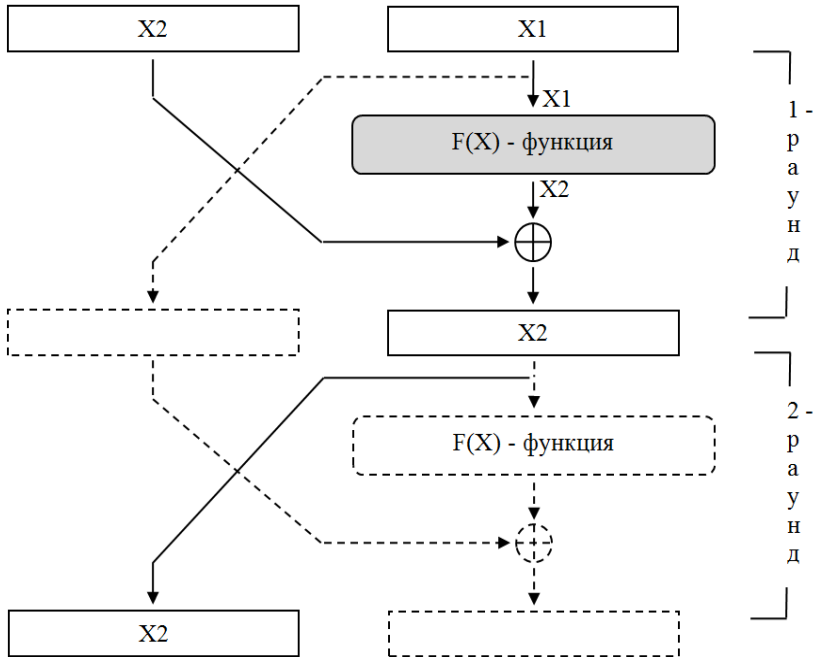 X2
X1
X1
F(X) - функция
X2
1 -
р
а
у
н
д
X2
F(X) - функция
2 -
р
а
у
н
д
X2